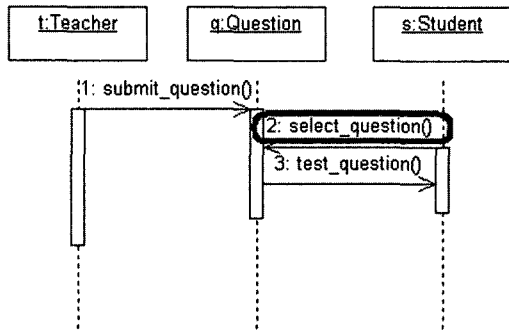 t:Teacher
q:Question
s:Student
1: submit_question()
2: select_question()
3: test_question()